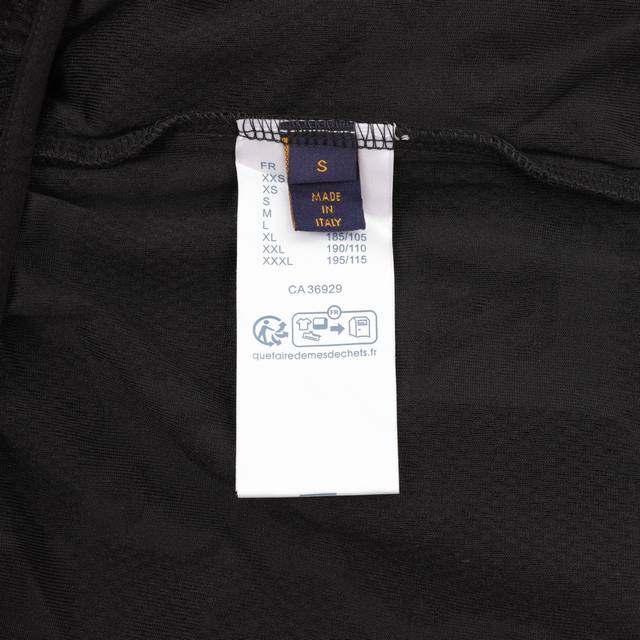 FR
XXS
XS
S
M
L
XL 185/105
XXL 190/110
XXXL 195/115
S
MADE
IN
ITALY
CA 36929
FR
quefairedemesdechets.fr